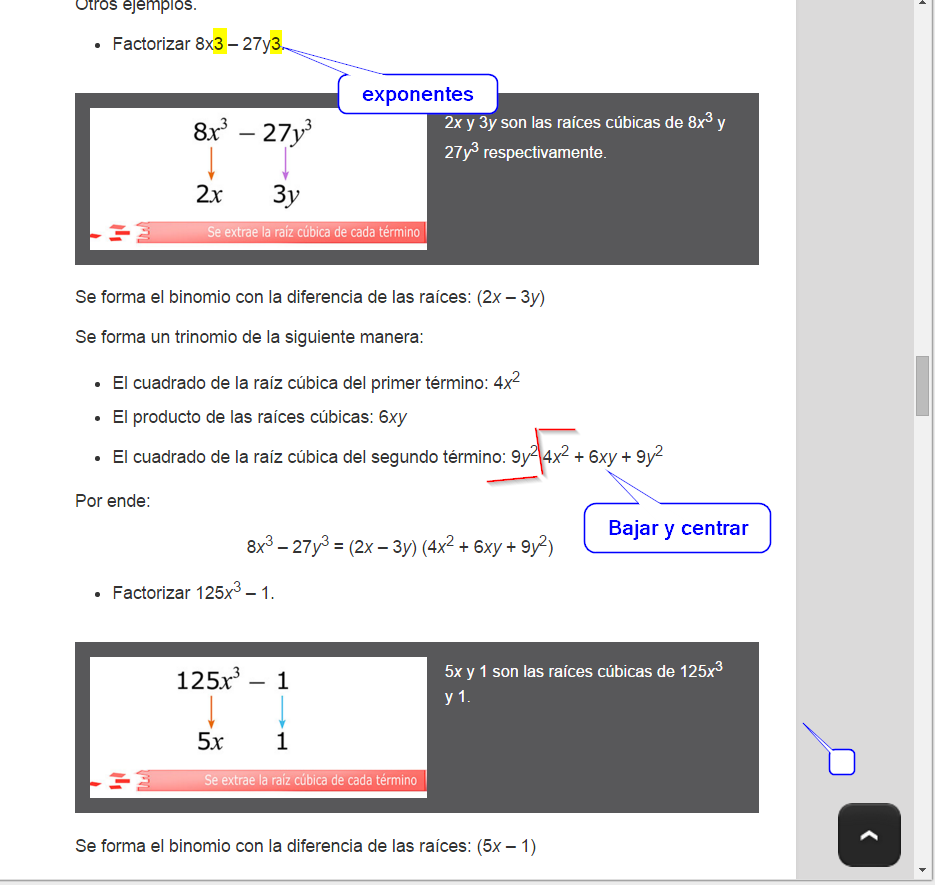 Otros ejemplos.
• Factorizar 8x3 – 27y3.
exponentes
8x³ – 27y³
2x 3y
Se extrae la raíz cúbica de cada término
2x y 3y son las raíces cúbicas de 8x³ y
27y³ respectivamente.
Se forma el binomio con la diferencia de las raíces: (2x – 3y)
Se forma un trinomio de la siguiente manera:
• El cuadrado de la raíz cúbica del primer término: 4x²
• El producto de las raíces cúbicas: 6xy
• El cuadrado de la raíz cúbica del segundo término: 9y² 4x² + 6xy + 9y²
Por ende:
Bajar y centrar
8x³ – 27y³ = (2x – 3y) (4x² + 6xy + 9y²)
• Factorizar 125x³ – 1.
125x³ – 1
5x 1
Se extrae la raíz cúbica de cada término
5x y 1 son las raíces cúbicas de 125x³
y 1.
Se forma el binomio con la diferencia de las raíces: (5x – 1)